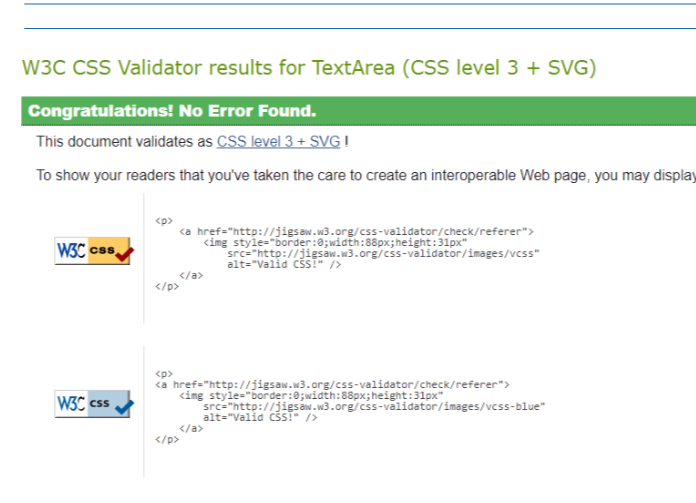 W3C CSS Validator results for TextArea (CSS level 3 + SVG)
Congratulations! No Error Found.
This document validates as CSS level 3 + SVG !
To show your readers that you've taken the care to create an interoperable Web page, you may display
W3C css
<p>
<a href="http://jigsaw.w3.org/css-validator/check/referer">
<img style="border:0;width:88px;height:31px"
src="http://jigsaw.w3.org/css-validator/images/vcss"
alt="Valid CSS!" />
</a>
</p>
W3C css
<p>
<a href="http://jigsaw.w3.org/css-validator/check/referer">
<img style="border:0;width:88px;height:31px"
src="http://jigsaw.w3.org/css-validator/images/vcss-blue"
alt="Valid CSS!" />
</a>
</p>